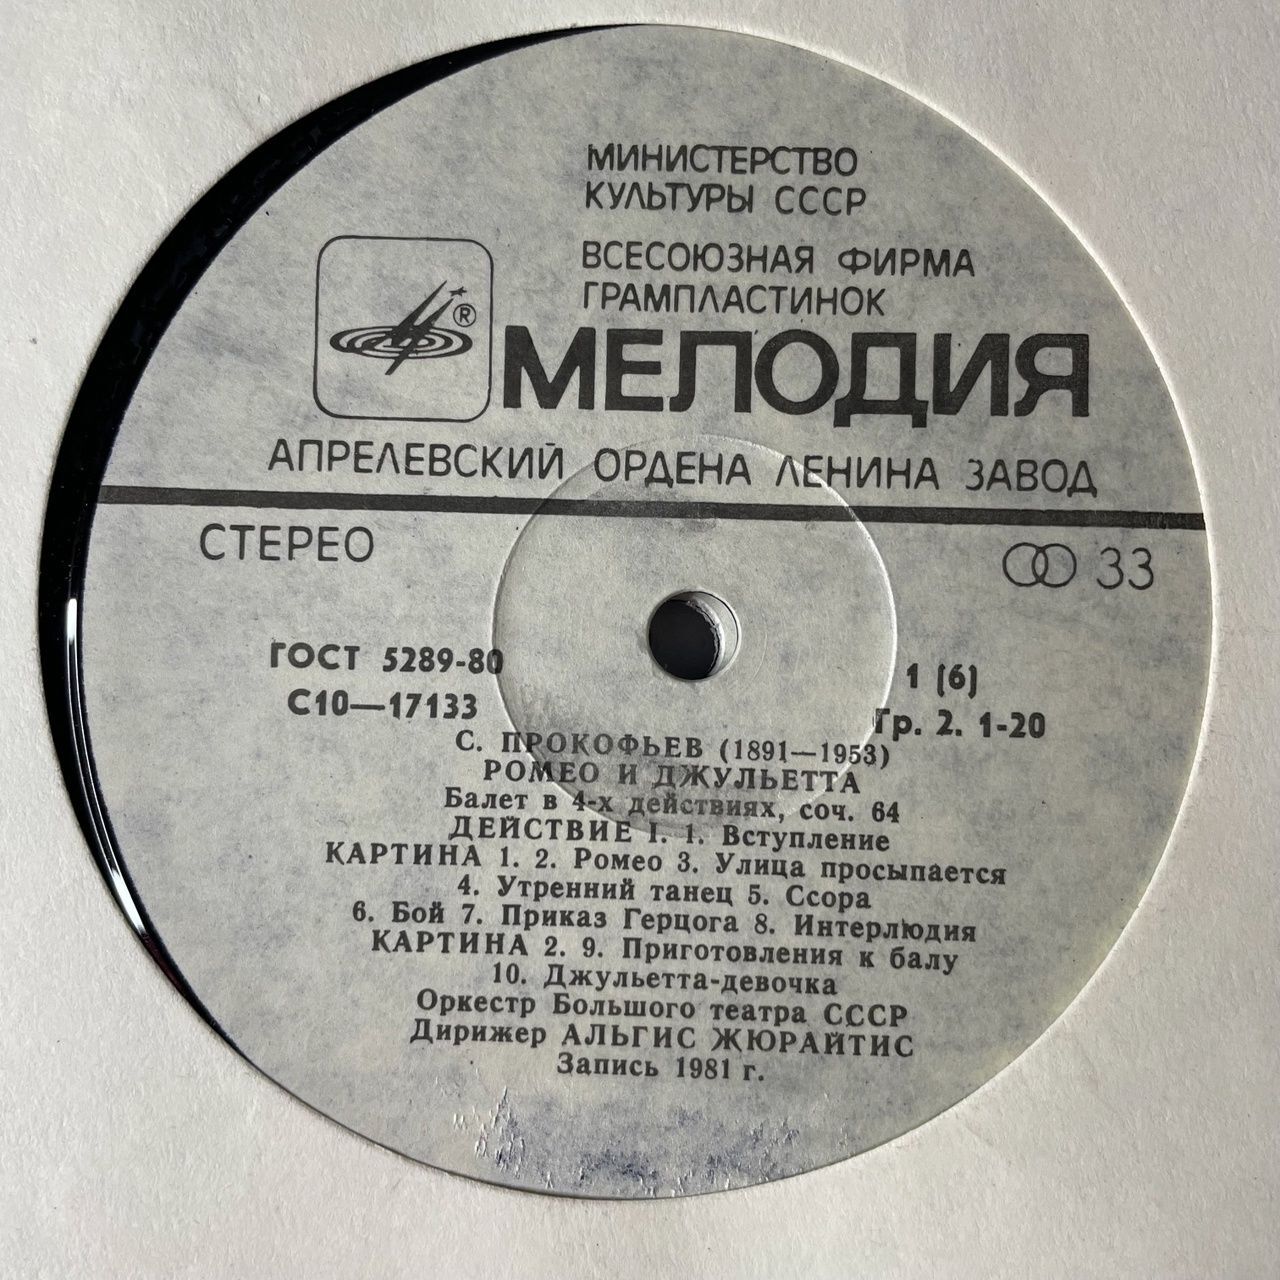 МИНИСТЕРСТВО
КУЛЬТУРЫ СССР
ВСЕСОЮЗНАЯ ФИРМА
ГРАМПЛАСТИНОК
®
МЕЛОДИЯ
АПРЕЛЕВСКИЙ ОРДЕНА ЛЕНИНА ЗАВОД
СТЕРЕО
33
ГОСТ 5289-80
С10—17133
1 (6)
Гр. 2. 1-20
С. ПРОКОФЬЕВ (1891—1953)
РОМЕО И ДЖУЛЬЕТТА
Балет в 4-х действиях, соч. 64
ДЕЙСТВИЕ I. 1. Вступление
КАРТИНА 1. 2. Ромео 3. Улица просыпается
4. Утренний танец 5. Ссора
6. Бой 7. Приказ Герцога 8. Интерлюдия
КАРТИНА 2. 9. Приготовления к балу
10. Джульетта-девочка
Оркестр Большого театра СССР
Дирижер АЛЬГИС ЖЮРАЙТИС
Запись 1981 г.